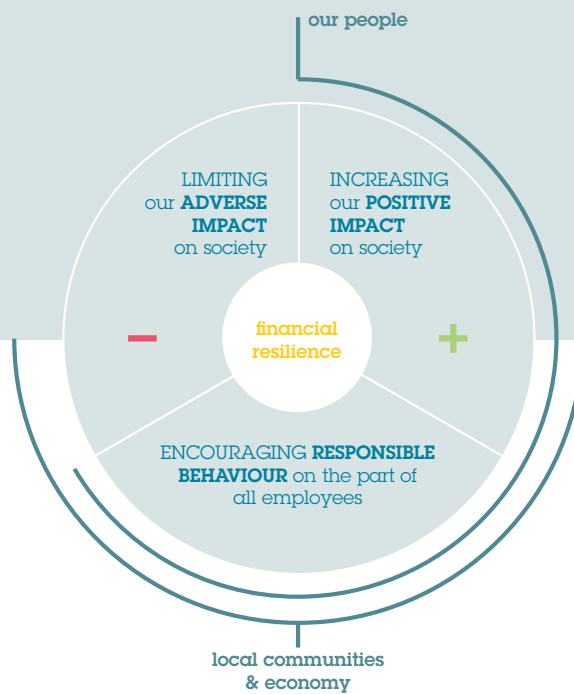 our people
LIMITING
our ADVERSE
IMPACT
on society
INCREASING
our POSITIVE
IMPACT
on society
financial
resilience
ENCOURAGING RESPONSIBLE
BEHAVIOUR on the part of
all employees
local communities
& economy